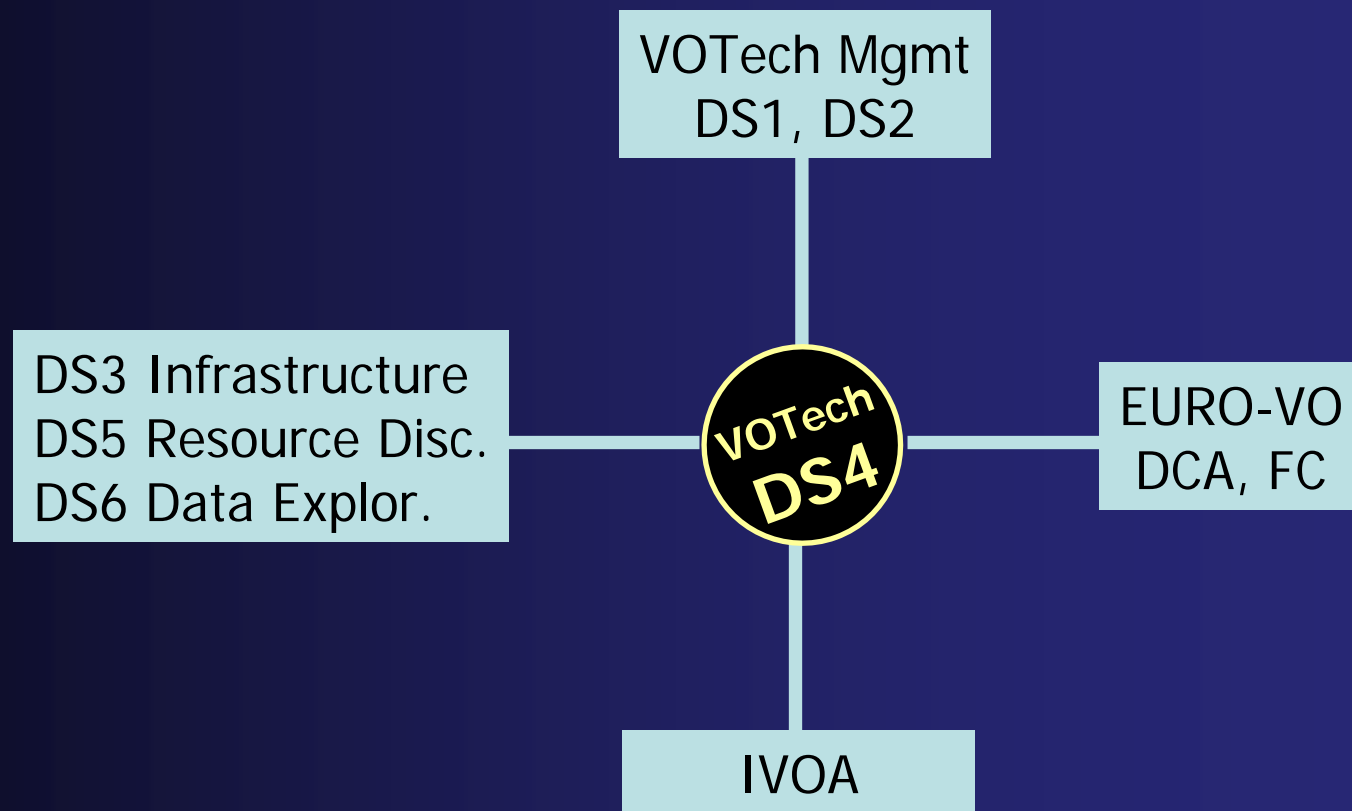 VOTech Mgmt
DS1, DS2
DS3 Infrastructure
DS5 Resource Disc.
DS6 Data Explor.
VOTech
DS4
EURO-VO
DCA, FC
IVOA